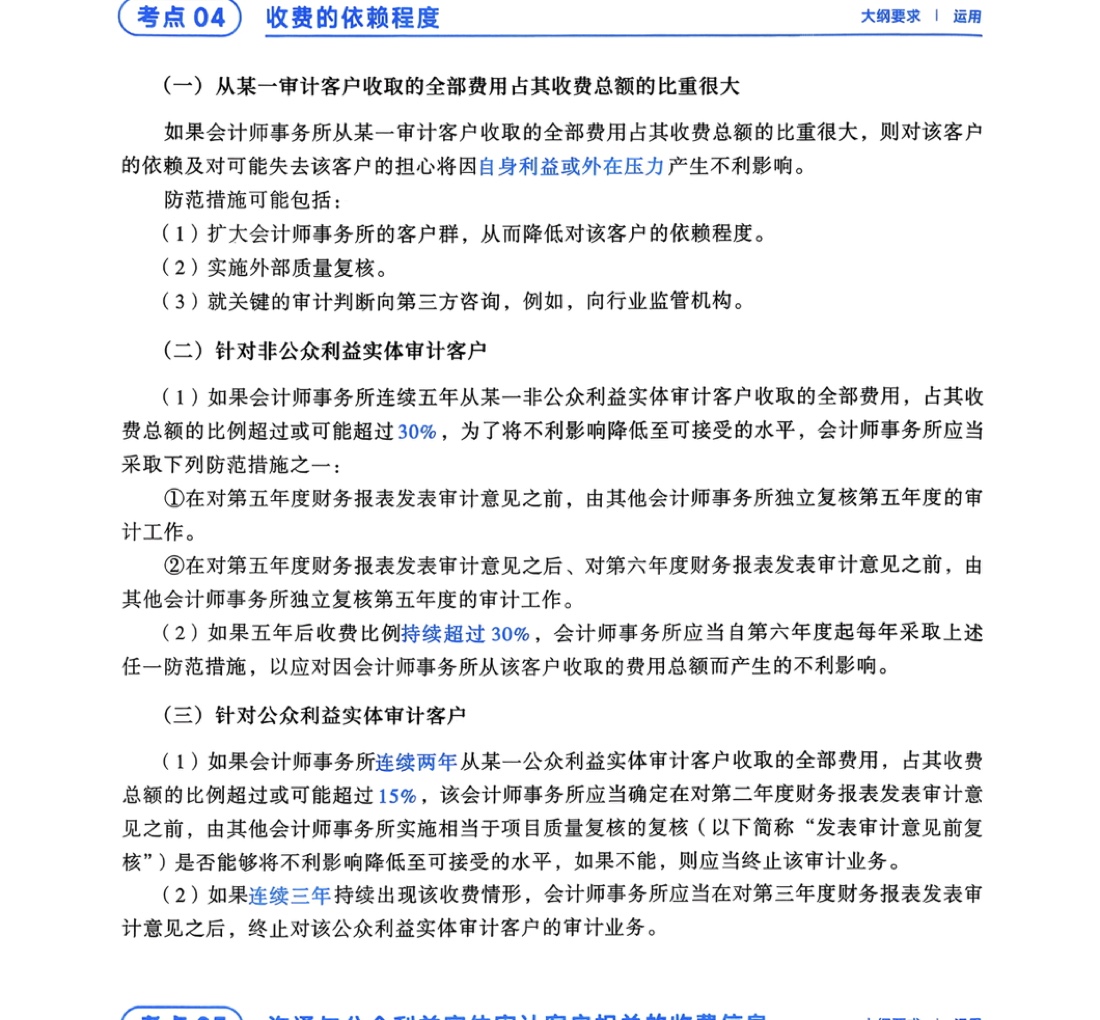 考点 04 收费的依赖程度 大纲要求 | 运用
（一）从某一审计客户收取的全部费用占其收费总额的比重很大
如果会计师事务所从某一审计客户收取的全部费用占其收费总额的比重很大，则对该客户
的依赖及对可能失去该客户的担心将因自身利益或外在压力产生不利影响。
防范措施可能包括：
（1）扩大会计师事务所的客户群，从而降低对该客户的依赖程度。
（2）实施外部质量复核。
（3）就关键的审计判断向第三方咨询，例如，向行业监管机构。
（二）针对非公众利益实体审计客户
（1）如果会计师事务所连续五年从某一非公众利益实体审计客户收取的全部费用，占其收
费总额的比例超过或可能超过30%，为了将不利影响降低至可接受的水平，会计师事务所应当
采取下列防范措施之一：
①在对第五年度财务报表发表审计意见之前，由其他会计师事务所独立复核第五年度的审
计工作。
②在对第五年度财务报表发表审计意见之后、对第六年度财务报表发表审计意见之前，由
其他会计师事务所独立复核第五年度的审计工作。
（2）如果五年后收费比例持续超过30%，会计师事务所应当自第六年度起每年采取上述
任一防范措施，以应对因会计师事务所从该客户收取的费用总额而产生的不利影响。
（三）针对公众利益实体审计客户
（1）如果会计师事务所连续两年从某一公众利益实体审计客户收取的全部费用，占其收费
总额的比例超过或可能超过15%，该会计师事务所应当确定在对第二年度财务报表发表审计意
见之前，由其他会计师事务所实施相当于项目质量复核的复核（以下简称“发表审计意见前复
核”）是否能够将不利影响降低至可接受的水平，如果不能，则应当终止该审计业务。
（2）如果连续三年持续出现该收费情形，会计师事务所应当在对第三年度财务报表发表审
计意见之后，终止对该公众利益实体审计客户的审计业务。